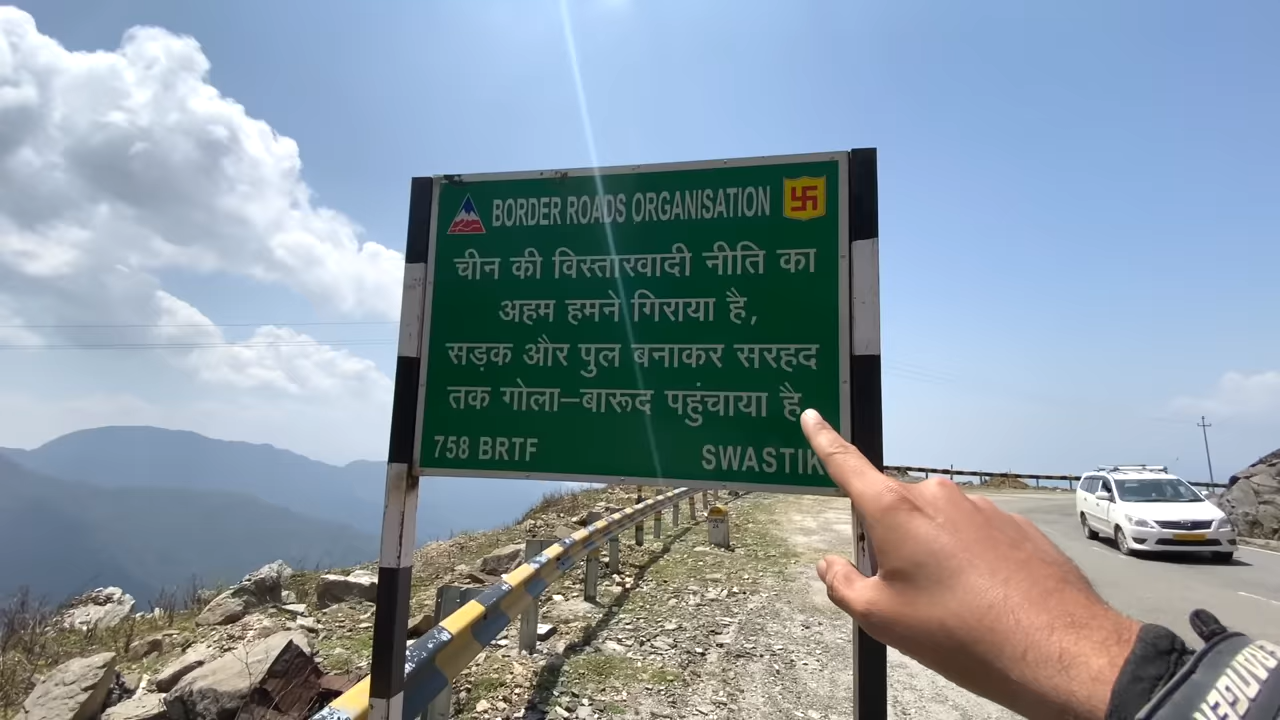 BORDER ROADS ORGANISATION
चीन की विस्तारवादी नीति का
अहम हमने गिराया है,
सड़क और पुल बनाकर सरहद
तक गोला–बारूद पहुंचाया है
758 BRTF
SWASTIK